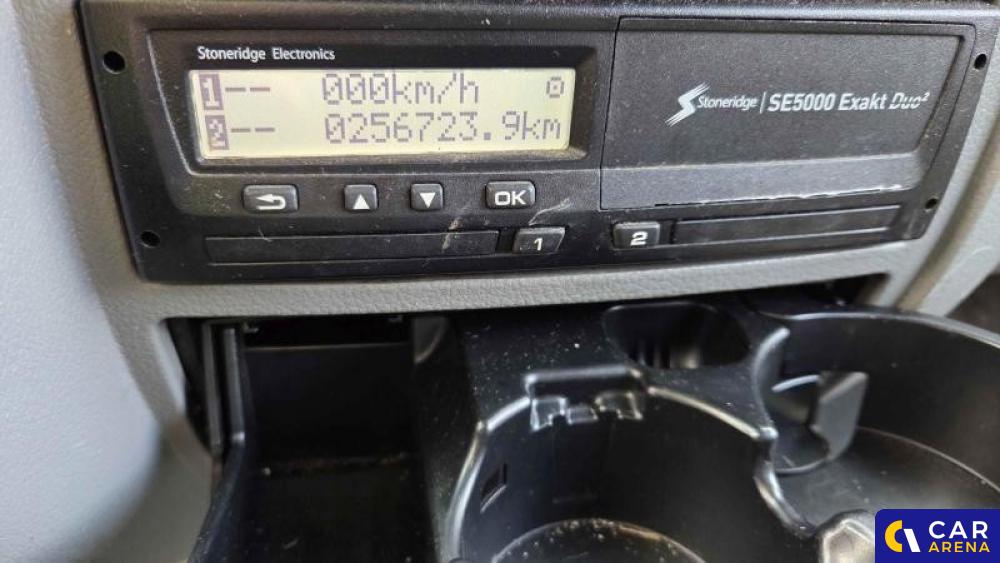 Stoneridge Electronics
1-- 000km/h
2-- 0256723.9km
Stoneridge | SE5000 Exakt Duo²
OK
1
2
CAR
ARENA